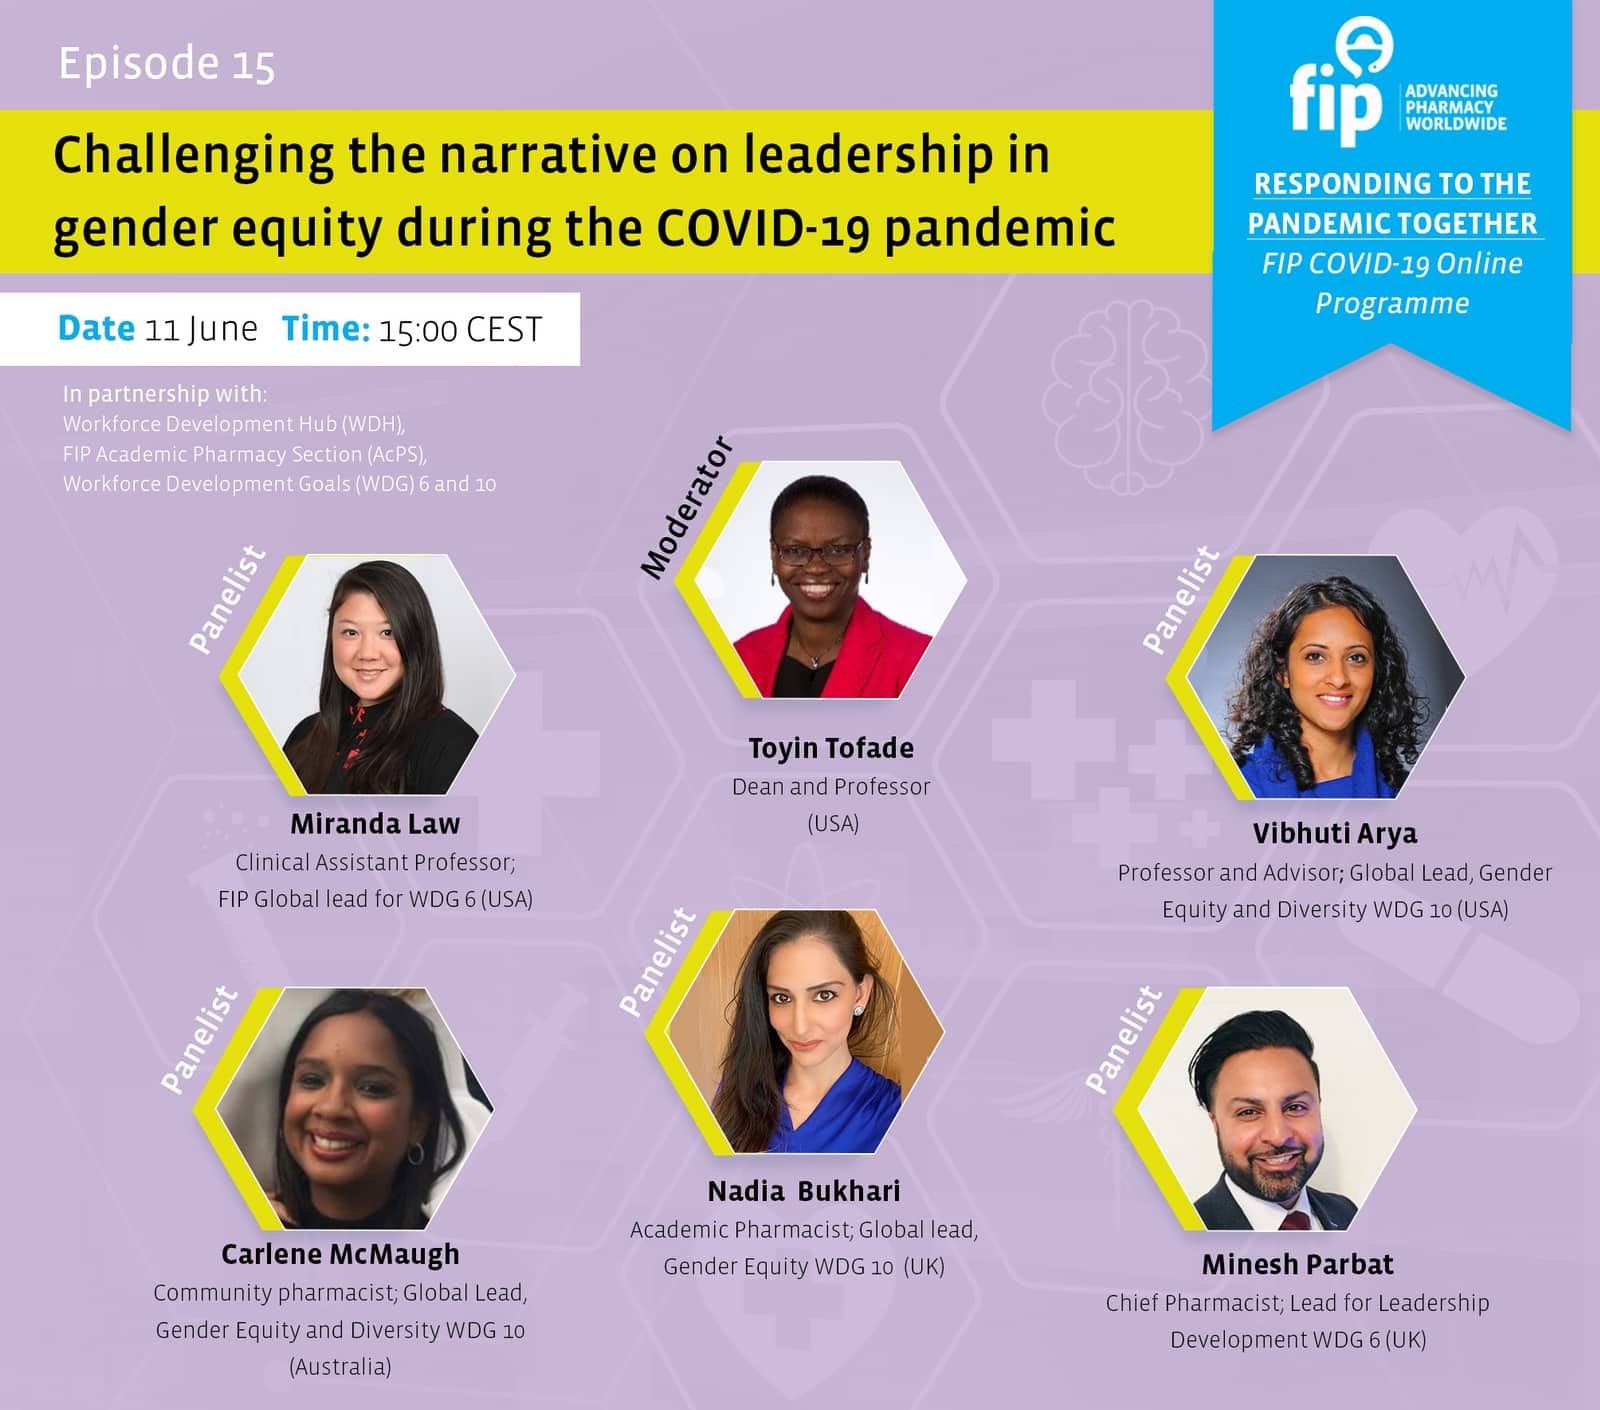 Episode 15
Challenging the narrative on leadership in
gender equity during the COVID-19 pandemic
fip
ADVANCING
PHARMACY
WORLDWIDE
RESPONDING TO THE
PANDEMIC TOGETHER
FIP COVID-19 Online
Programme
Date 11 June Time: 15:00 CEST
In partnership with:
Workforce Development Hub (WDH),
FIP Academic Pharmacy Section (AcPS),
Workforce Development Goals (WDG) 6 and 10
Moderator
Toyin Tofade
Dean and Professor
(USA)
Panelist
Miranda Law
Clinical Assistant Professor;
FIP Global lead for WDG 6 (USA)
Panelist
Vibhuti Arya
Professor and Advisor; Global Lead, Gender
Equity and Diversity WDG 10 (USA)
Panelist
Carlene McMaugh
Community pharmacist; Global Lead,
Gender Equity and Diversity WDG 10
(Australia)
Panelist
Nadia Bukhari
Academic Pharmacist; Global lead,
Gender Equity WDG 10 (UK)
Panelist
Minesh Parbat
Chief Pharmacist; Lead for Leadership
Development WDG 6 (UK)